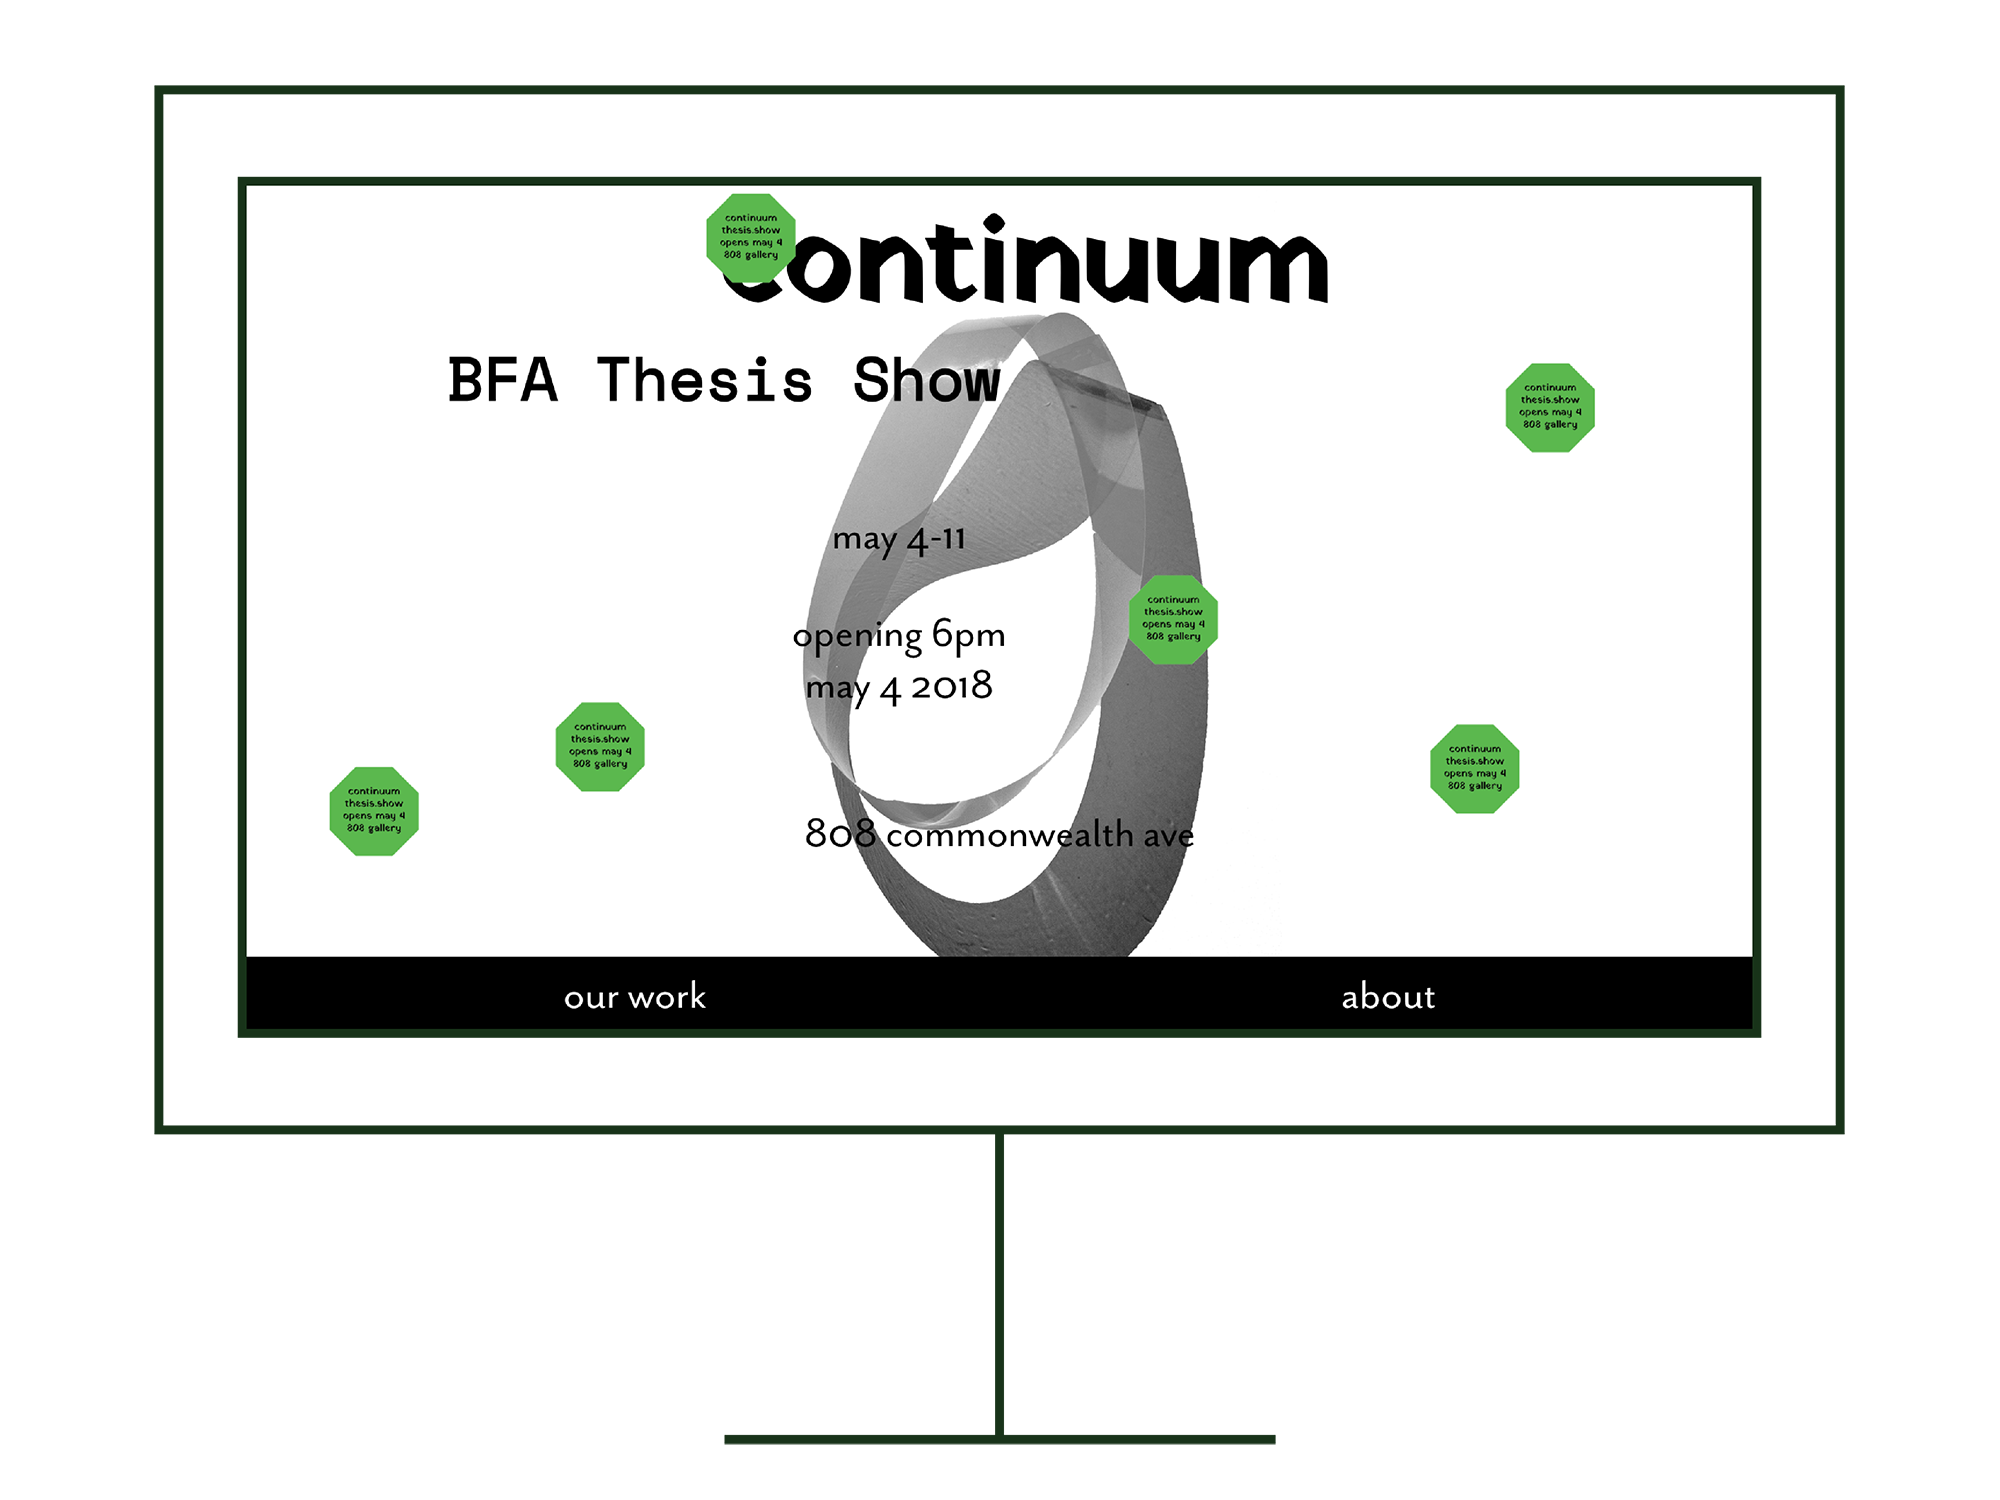 continuum
thesis.show
opens may 4
808 gallery
continuum
BFA Thesis Show
continuum
thesis.show
opens may 4
808 gallery
may 4-11
continuum
thesis.show
opens may 4
808 gallery
opening 6pm
may 4 2018
continuum
thesis.show
opens may 4
808 gallery
continuum
thesis.show
opens may 4
808 gallery
continuum
thesis.show
opens may 4
808 gallery
808 commonwealth ave
our work
about